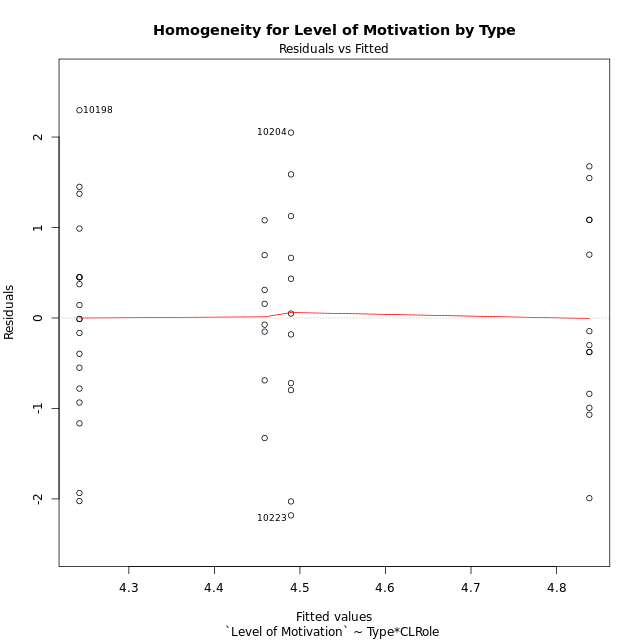 Homogeneity for Level of Motivation by Type
Residuals vs Fitted
10198
10204
10223
Residuals
2
1
0
-1
-2
4.3 4.4 4.5 4.6 4.7 4.8
Fitted values
`Level of Motivation` ~ Type*CLRole